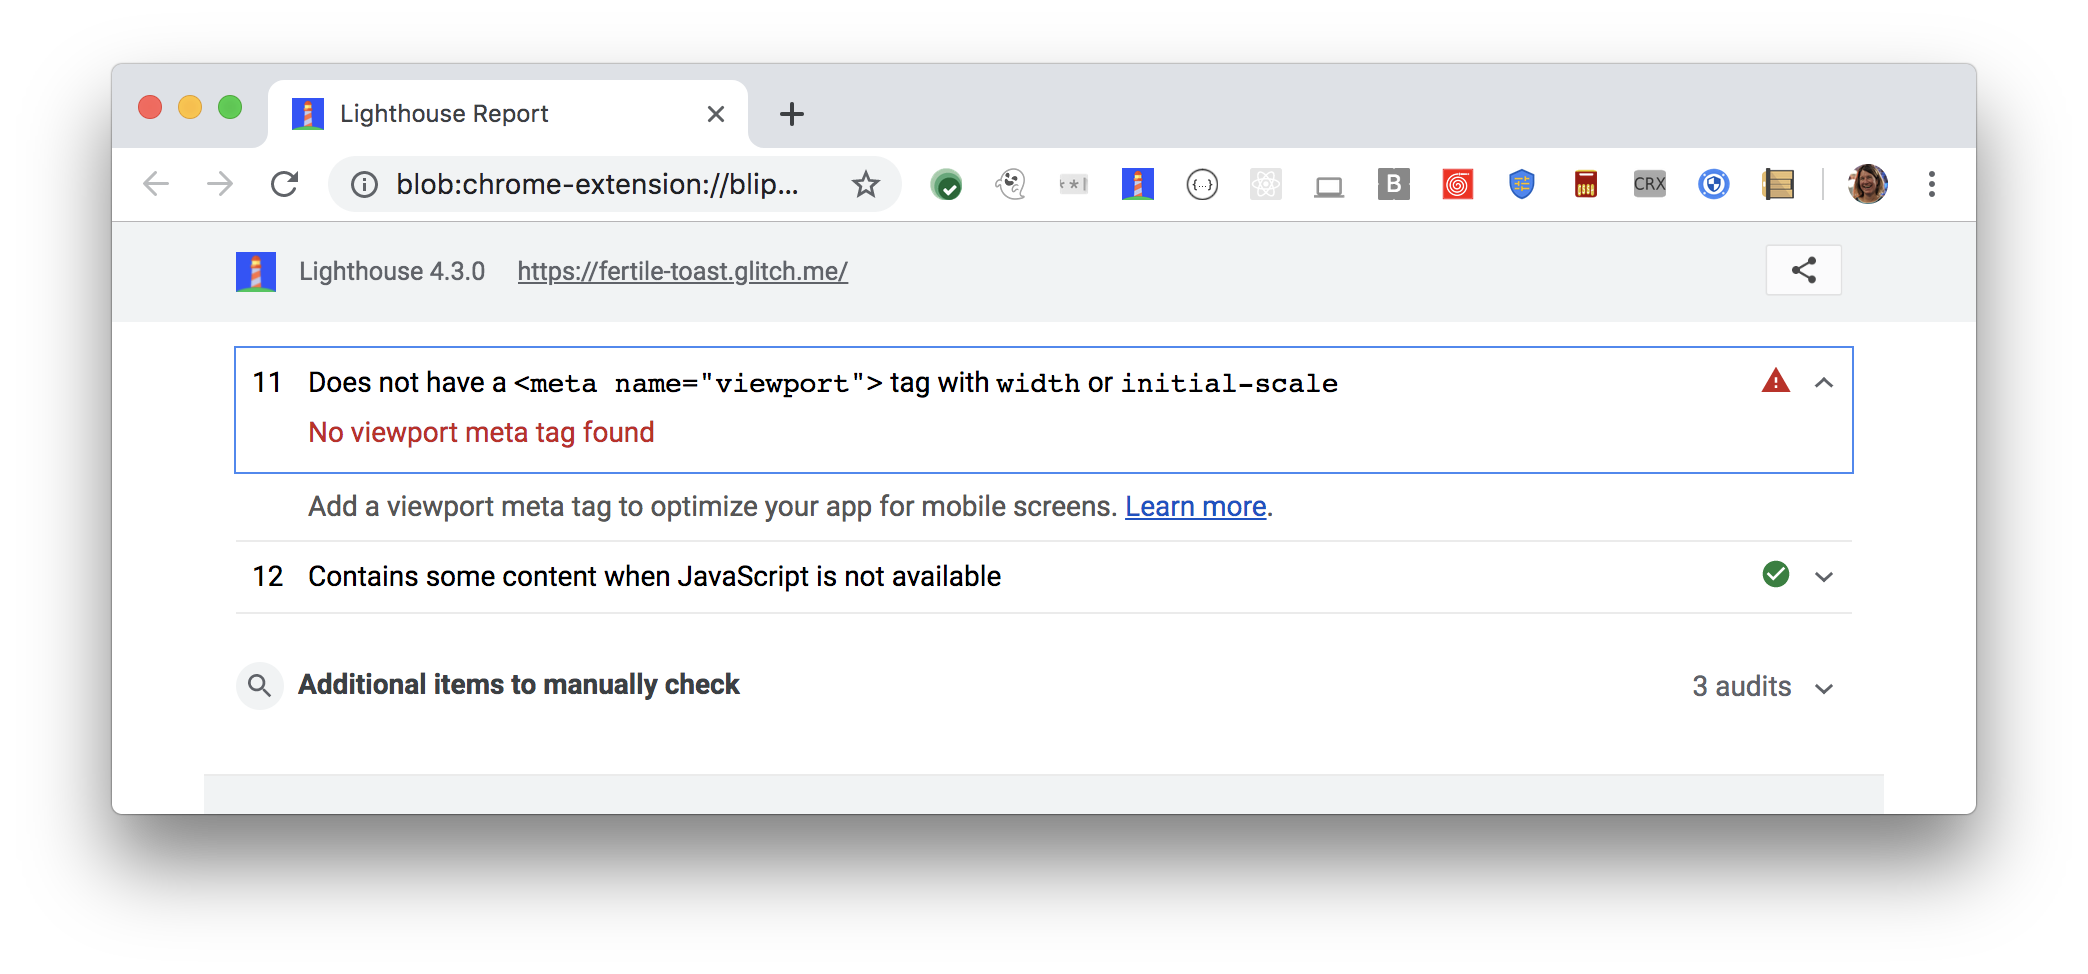 Lighthouse Report
blob:chrome-extension://blip...
{...}
B
CRX
Lighthouse 4.3.0 https://fertile-toast.glitch.me/
11 Does not have a <meta name="viewport"> tag with width or initial-scale
No viewport meta tag found
Add a viewport meta tag to optimize your app for mobile screens. Learn more.
12 Contains some content when JavaScript is not available
Additional items to manually check 3 audits